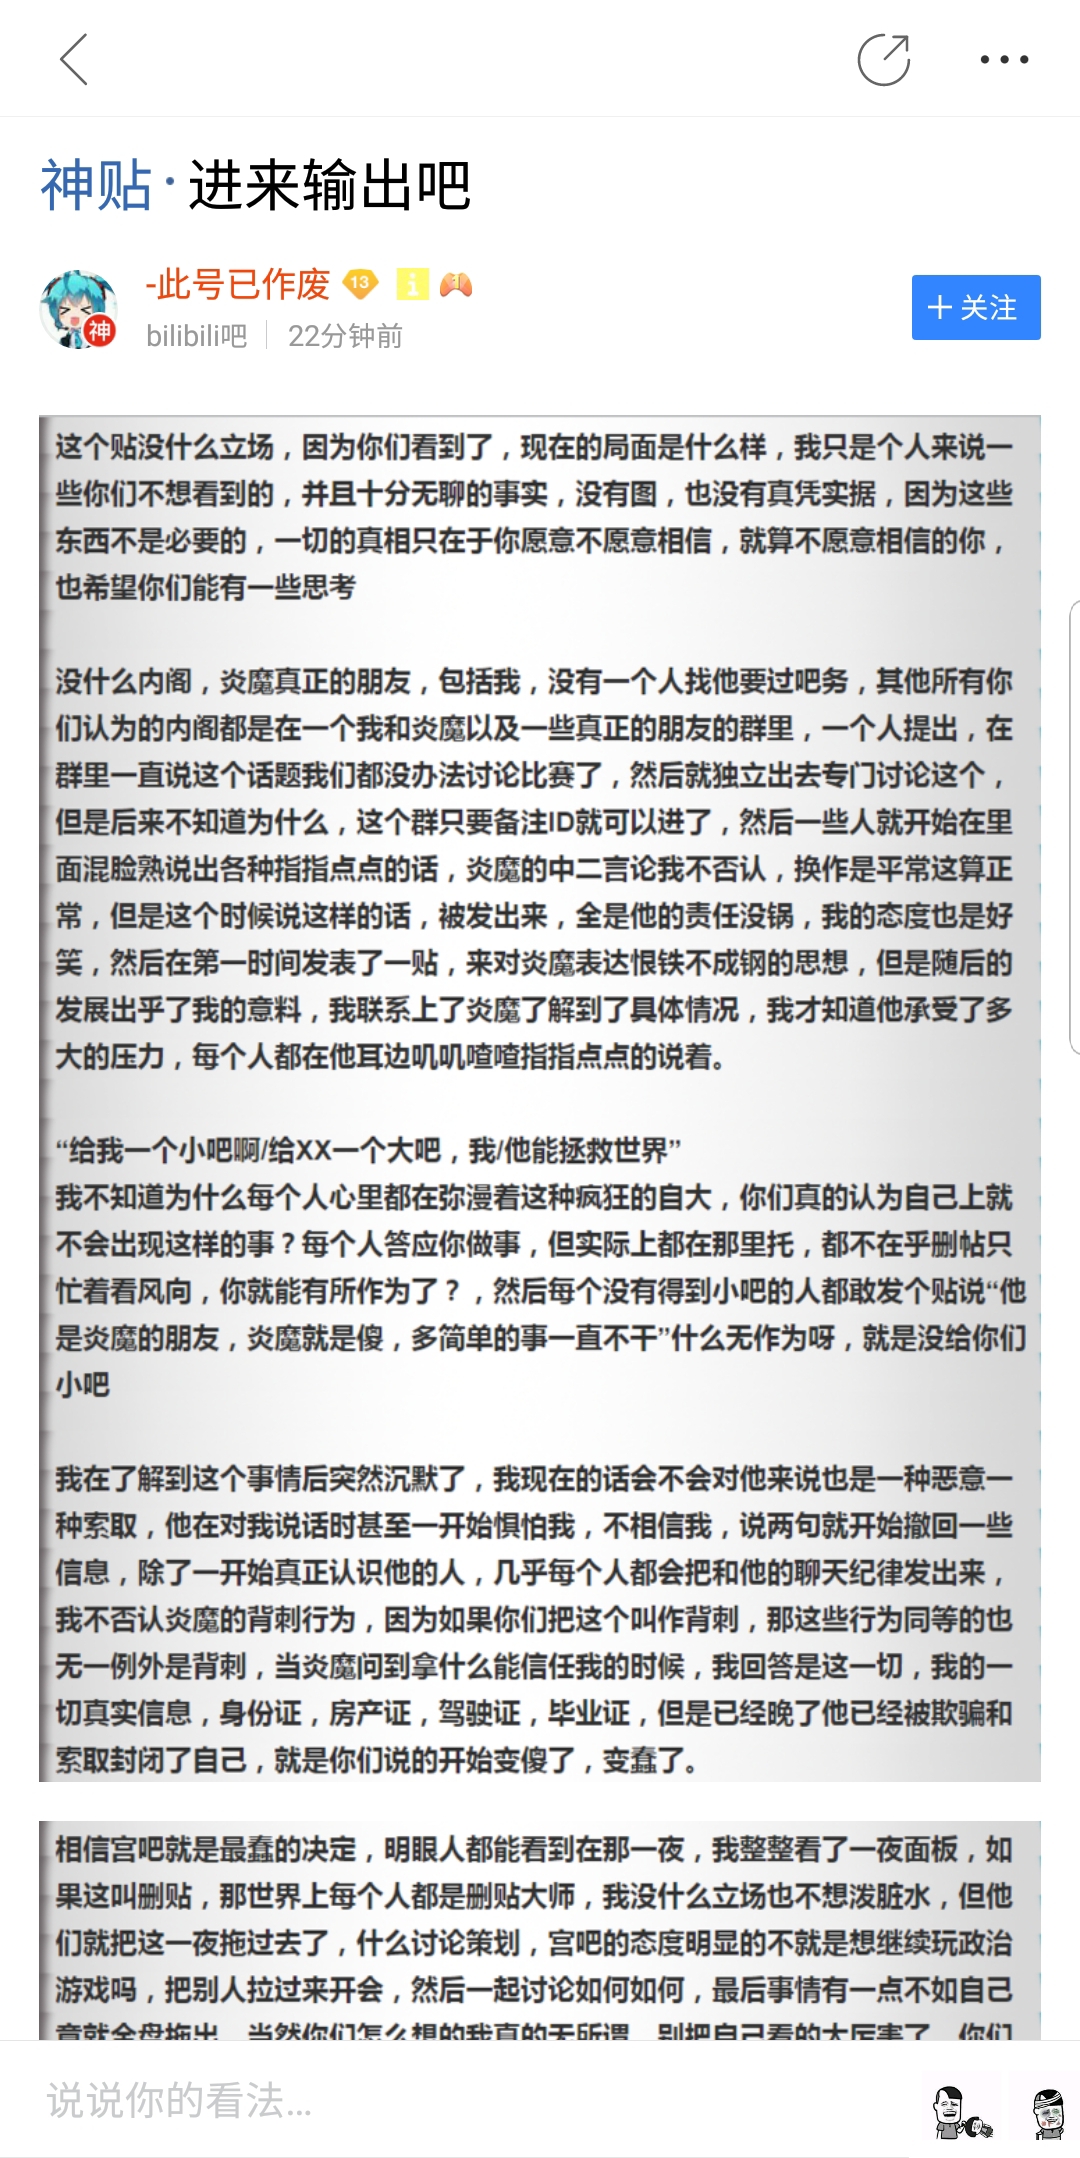 神贴·进来输出吧
-此号已作废 13 i
神
bilibili吧 22分钟前
+ 关注
这个贴没什么立场，因为你们看到了，现在的局面是什么样，我只是个人来说一
些你们不想看到的，并且十分无聊的事实，没有图，也没有真凭实据，因为这些
东西不是必要的，一切的真相只在于你愿意不愿意相信，就算不愿意相信的你，
也希望你们能有一些思考
没什么内阁，炎魔真正的朋友，包括我，没有一个人找他要过吧务，其他所有你
们认为的内阁都是在一个我和炎魔以及一些真正的朋友的群里，一个人提出，在
群里一直说这个话题我们都没办法讨论比赛了，然后就独立出去专门讨论这个，
但是后来不知道为什么，这个群只要备注ID就可以进了，然后一些人就开始在里
面混脸熟说出各种指指点点的话，炎魔的中二言论我不否认，换作是平常这算正
常，但是这个时候说这样的话，被发出来，全是他的责任没锅，我的态度也是好
笑，然后在第一时间发表了一贴，来对炎魔表达恨铁不成钢的思想，但是随后的
发展出乎了我的意料，我联系上了炎魔了解到了具体情况，我才知道他承受了多
大的压力，每个人都在他耳边叽叽喳喳指指点点的说着。
“给我一个小吧啊/给XX一个大吧，我/他能拯救世界”
我不知道为什么每个人心里都在弥漫着这种疯狂的自大，你们真的认为自己上就
不会出现这样的事？每个人答应你做事，但实际上都在那里托，都不在乎删帖只
忙着看风向，你就能有所作为了？，然后每个没有得到小吧的人都敢发个贴说“他
是炎魔的朋友，炎魔就是傻，多简单的事一直不干”什么无作为呀，就是没给你们
小吧
我在了解到这个事情后突然沉默了，我现在的话会不会对他来说也是一种恶意一
种索取，他在对我说话时甚至一开始惧怕我，不相信我，说两句就开始撤回一些
信息，除了一开始真正认识他的人，几乎每个人都会把和他的聊天纪律发出来，
我不否认炎魔的背刺行为，因为如果你们把这个叫作背刺，那这些行为同等的也
无一例外是背刺，当炎魔问到拿什么能信任我的时候，我回答是这一切，我的一
切真实信息，身份证，房产证，驾驶证，毕业证，但是已经晚了他已经被欺骗和
索取封闭了自己，就是你们说的开始变傻了，变蠢了。
相信宫吧就是最蠢的决定，明眼人都能看到在那一夜，我整整看了一夜面板，如
果这叫删贴，那世界上每个人都是删贴大师，我没什么立场也不想泼脏水，但他
们就把这一夜拖过去了，什么讨论策划，宫吧的态度明显的不就是想继续玩政治
游戏吗，把别人拉过来开会，然后一起讨论如何如何，最后事情有一点不如自己
意就全盘拖出，当然你们怎么想的我真的无所谓，别把自己看的太厉害了，你们
说说你的看法...